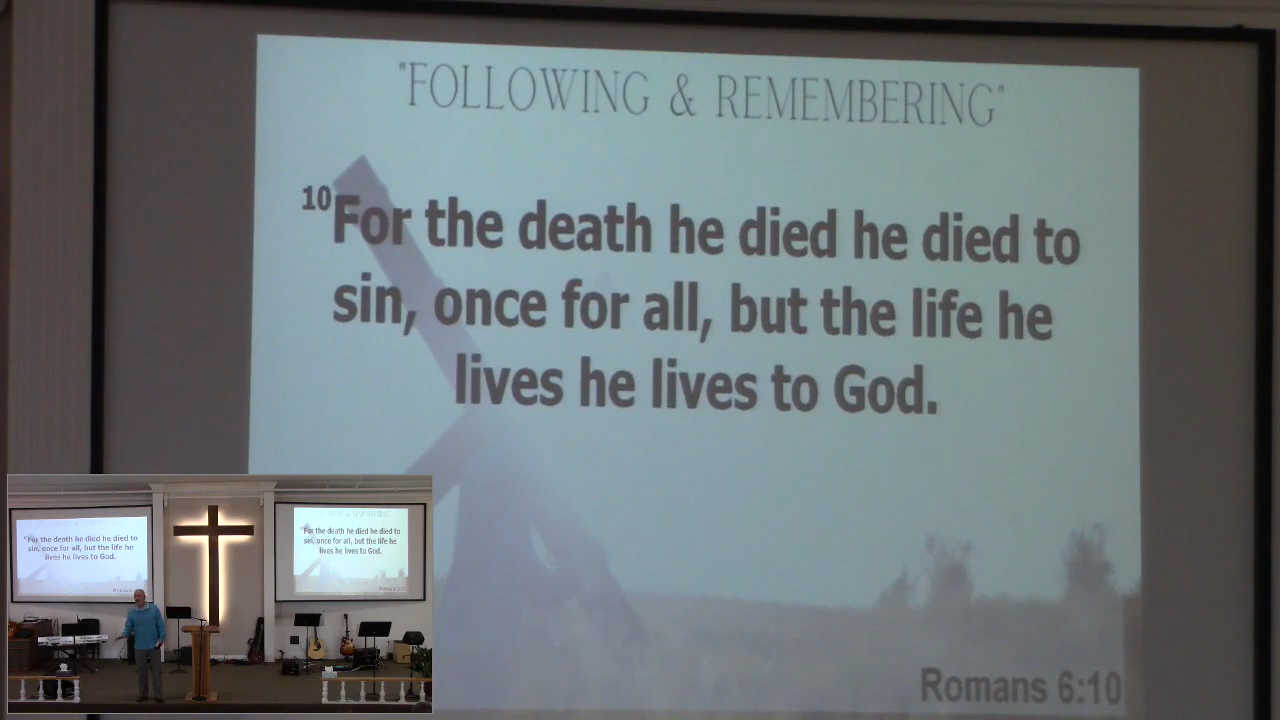 "FOLLOWING & REMEMBERING"
10For the death he died he died to
sin, once for all, but the life he
lives he lives to God.
Romans 6:10
For the death he died he died to
sin, once for all, but the life he
lives he lives to God.
For the death he died he died to
sin, once for all, but the life he
lives he lives to God.